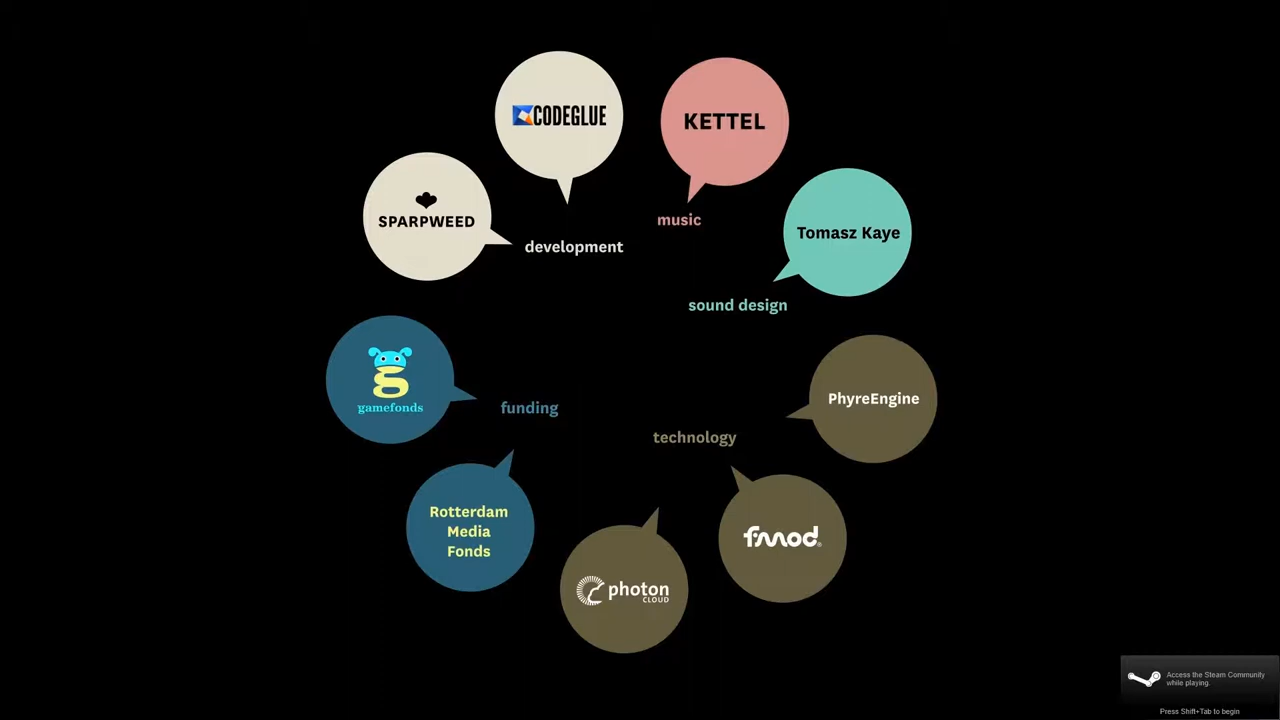 CODEGLUE
KETTEL
SPARPWEED
music
Tomasz Kaye
development
sound design
gamefonds
funding
PhyreEngine
technology
Rotterdam
Media
Fonds
fmod®
photon
CLOUD
Access the Steam Community
while playing.
Press Shift+Tab to begin